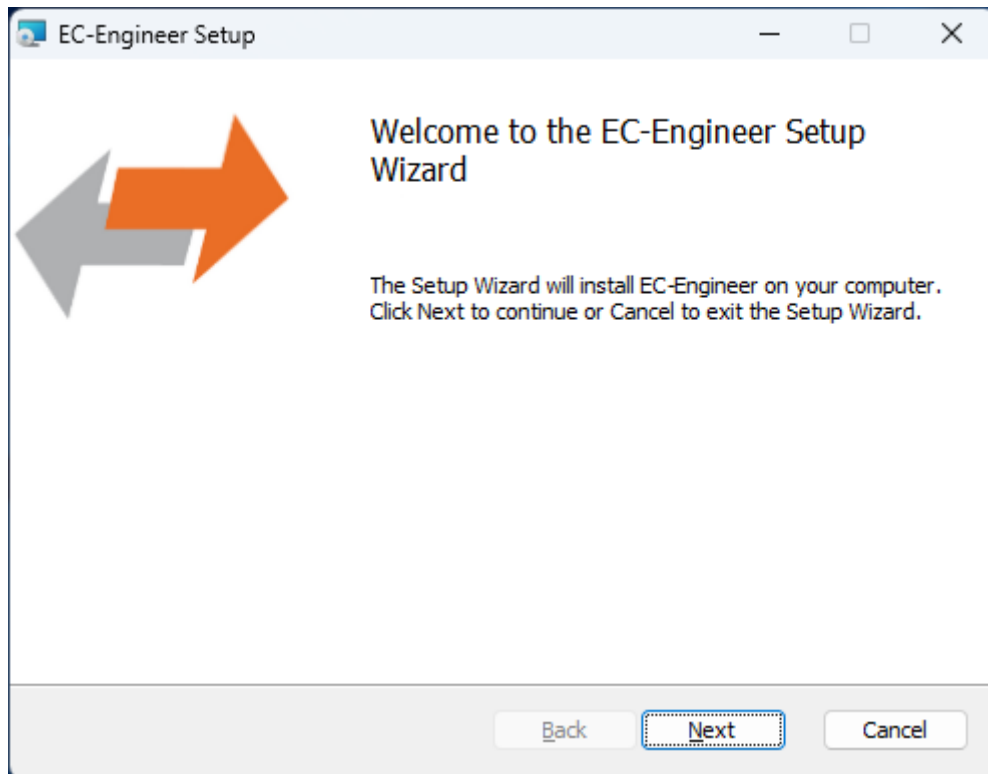 EC-Engineer Setup
Welcome to the EC-Engineer Setup
Wizard
The Setup Wizard will install EC-Engineer on your computer.
Click Next to continue or Cancel to exit the Setup Wizard.
Back Next Cancel